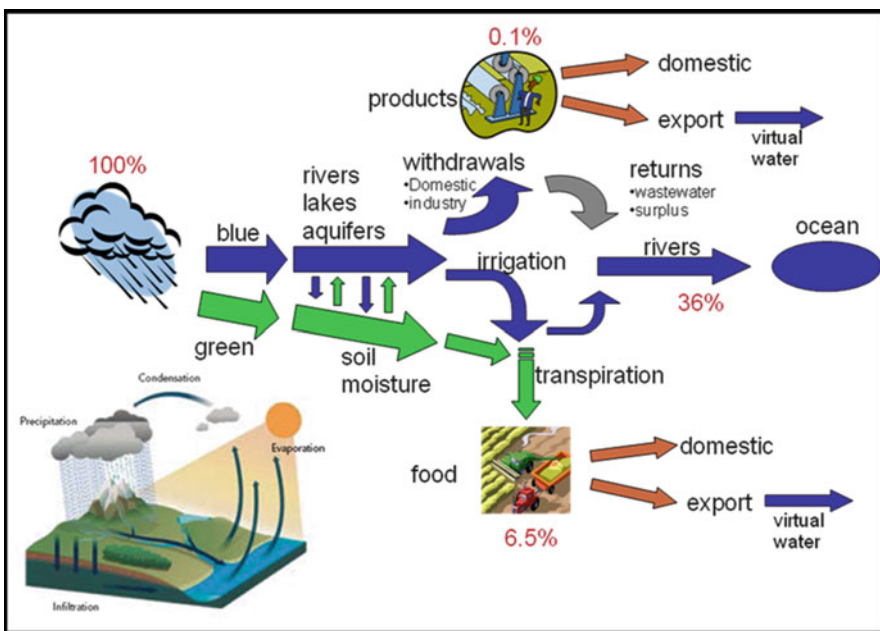 0.1%
products
domestic
export
virtual
water
100%
withdrawals
•Domestic
•industry
returns
•wastewater
•surplus
rivers
lakes
aquifers
blue
irrigation
rivers
ocean
36%
green
soil
moisture
transpiration
food
6.5%
domestic
export
virtual
water
Condensation
Precipitation
Evaporation
Infiltration